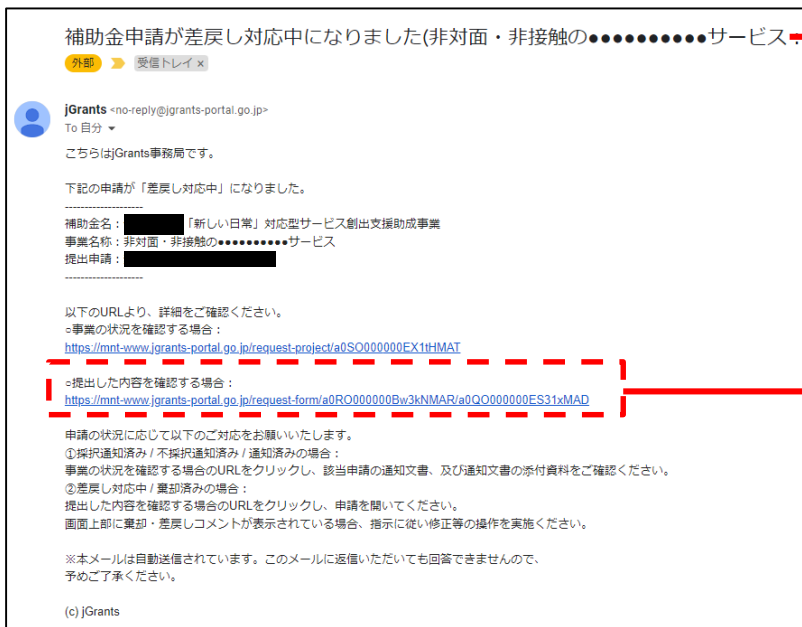 補助金申請が差戻し対応中になりました(非対面・非接触の●●●●●●●●●●サービス
外部 受信トレイ ×
jGrants <no-reply@jgrants-portal.go.jp>
To 自分
こちらはjGrants事務局です。
下記の申請が「差戻し対応中」になりました。
--------------------
補助金名： 「新しい日常」対応型サービス創出支援助成事業
事業名称：非対面・非接触の●●●●●●●●●●サービス
提出申請：
--------------------
以下のURLより、詳細をご確認ください。
○事業の状況を確認する場合：
https://mnt-www.jgrants-portal.go.jp/request-project/a0SO000000EX1tHMAT
○提出した内容を確認する場合：
https://mnt-www.jgrants-portal.go.jp/request-form/a0RO000000Bw3kNMAR/a0QO000000ES31xMAD
申請の状況に応じて以下のご対応をお願いいたします。
①採択通知済み / 不採択通知済み / 通知済みの場合：
事業の状況を確認する場合のURLをクリックし、該当申請の通知文書、及び通知文書の添付資料をご確認ください。
②差戻し対応中 / 棄却済みの場合：
提出した内容を確認する場合のURLをクリックし、申請を開いてください。
画面上部に棄却・差戻しコメントが表示されている場合、指示に従い修正等の操作を実施ください。
※本メールは自動送信されています。このメールに返信いただいても回答できませんので、
予めご了承ください。
(c) jGrants